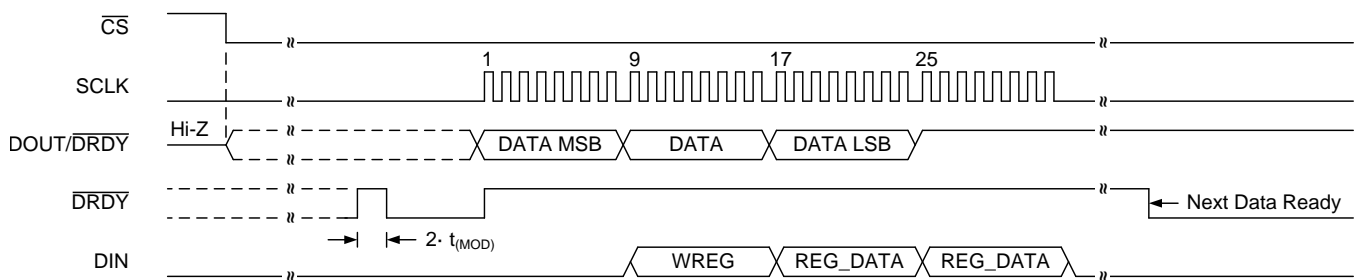 CS
SCLK
1 9 17 25
DOUT/DRDY
Hi-Z
DATA MSB DATA DATA LSB
DRDY
2· t(MOD)
Next Data Ready
DIN
WREG REG_DATA REG_DATA